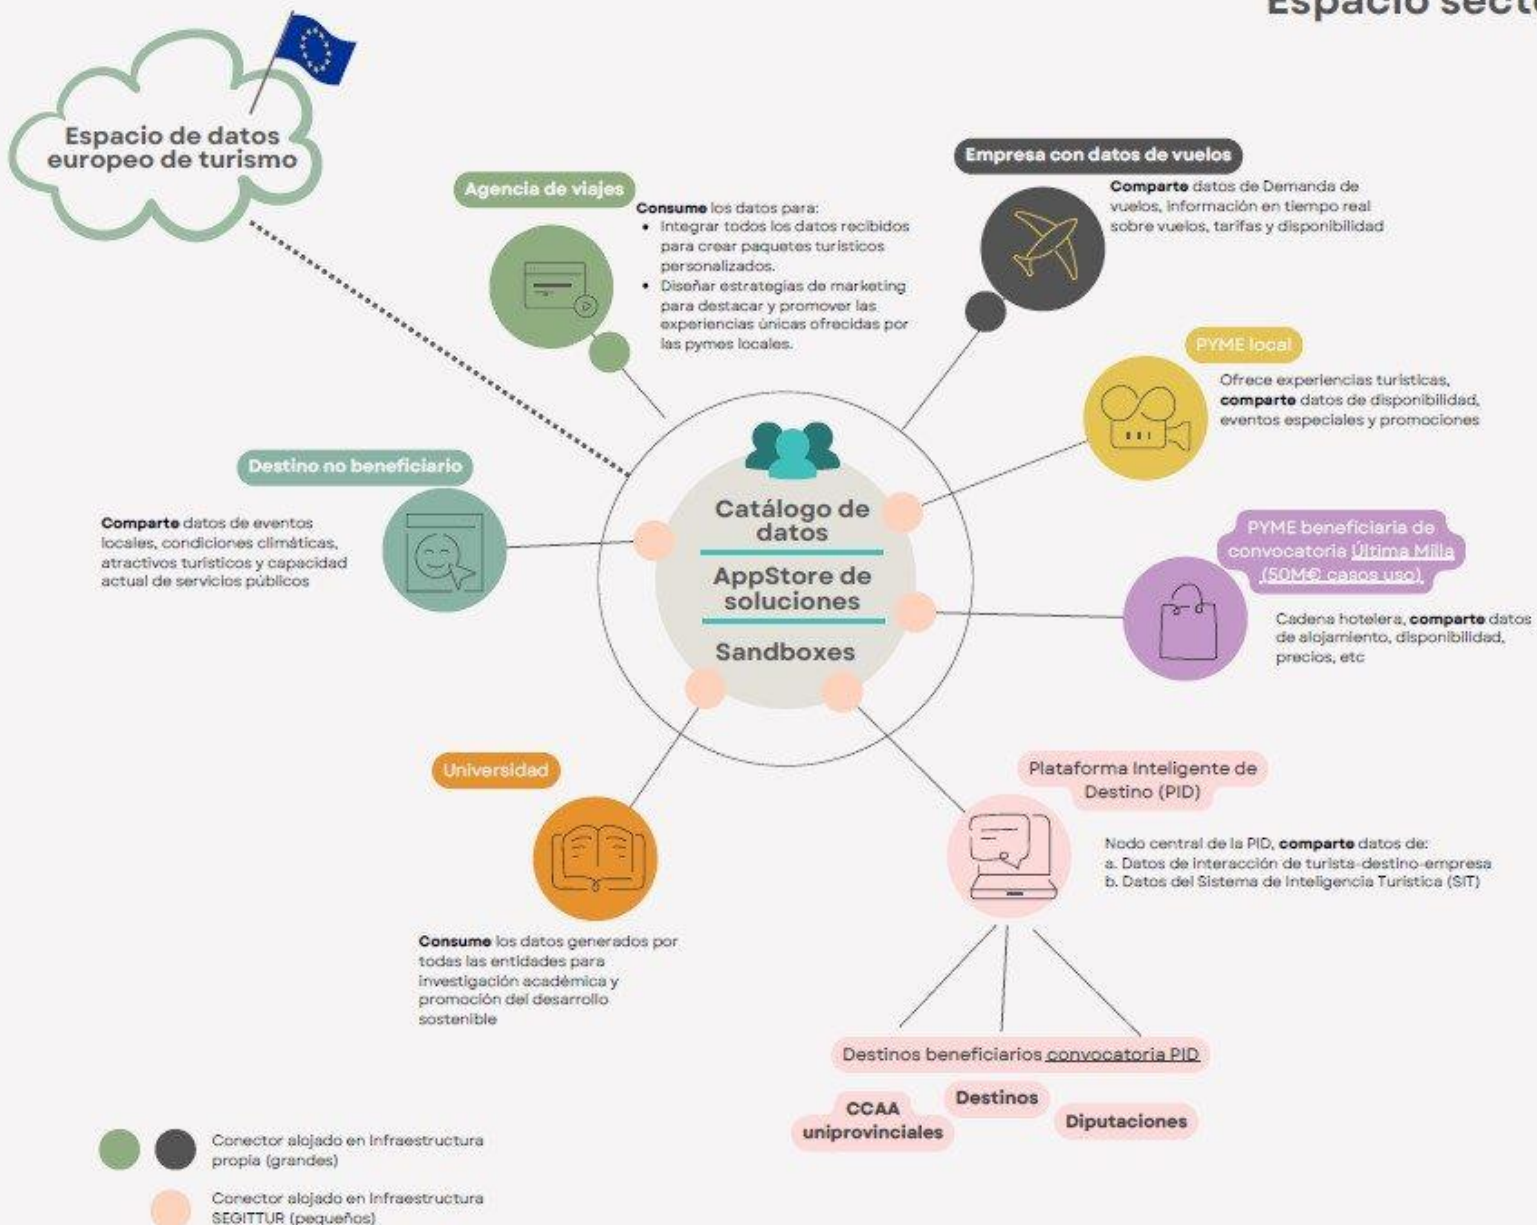 Espacio
Espacio de datos
europeo de turismo
Agencia de viajes
Consume los datos para:
• Integrar todos los datos recibidos
para crear paquetes turísticos
personalizados.
• Diseñar estrategias de marketing
para destacar y promover las
experiencias únicas ofrecidas por
las pymes locales.
Empresa con datos de vuelos
Comparte datos de Demanda de
vuelos, información en tiempo real
sobre vuelos, tarifas y disponibilidad
PYME local
Ofrece experiencias turísticas,
comparte datos de disponibilidad,
eventos especiales y promociones
Destino no beneficiario
Comparte datos de eventos
locales, condiciones climáticas,
atractivos turísticos y capacidad
actual de servicios públicos
Catálogo de
datos
AppStore de
soluciones
Sandboxes
PYME beneficiaria de
convocatoria Última Milla
(50M€ casos uso)
Cadena hotelera, comparte datos
de alojamiento, disponibilidad,
precios, etc
Universidad
Consume los datos generados por
todas las entidades para
investigación académica y
promoción del desarrollo
sostenible
Plataforma Inteligente de
Destino (PID)
Nodo central de la PID, comparte datos de:
a. Datos de interacción de turista-destino-empresa
b. Datos del Sistema de Inteligencia Turística (SIT)
Destinos beneficiarios convocatoria PID
CCAA
uniprovinciales
Destinos
Diputaciones
Conector alojado en Infraestructura
propia (grandes)
Conector alojado en Infraestructura
SEGITTUR (pequeños)